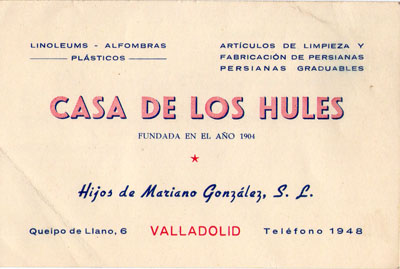 LINOLEUMS - ALFOMBRAS
PLÁSTICOS
ARTÍCULOS DE LIMPIEZA Y
FABRICACIÓN DE PERSIANAS
PERSIANAS GRADUABLES
CASA DE LOS HULES
FUNDADA EN EL AÑO 1904
Hijos de Mariano González, S. L.
Queipo de Llano, 6 VALLADOLID Teléfono 1948